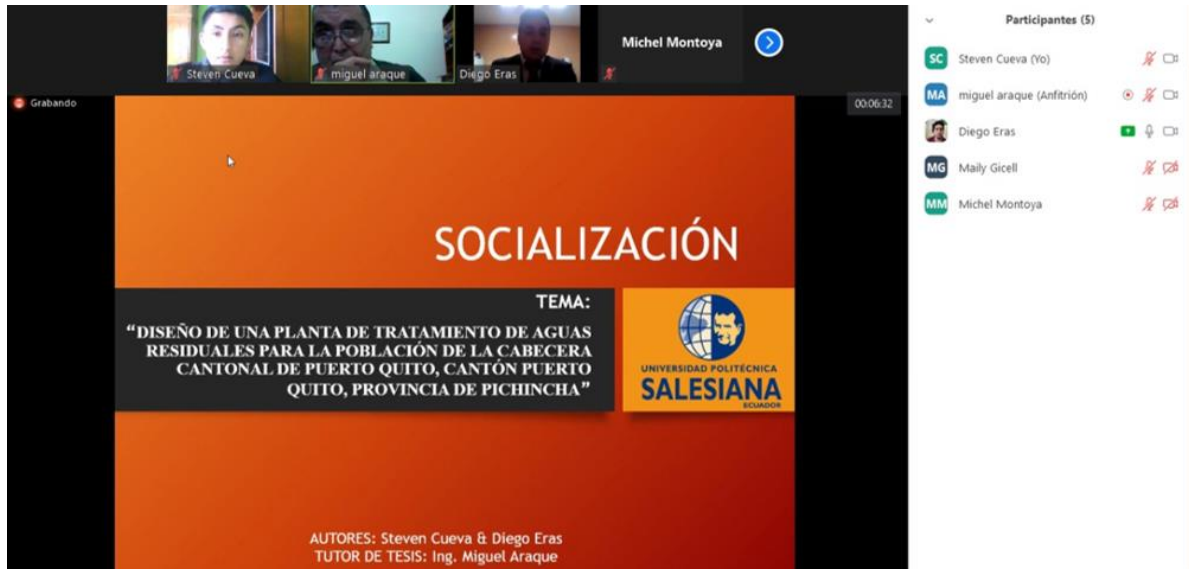 Steven Cueva
miguel araque
Diego Eras
Michel Montoya
Grabando
00:06:32
SOCIALIZACIÓN
TEMA:
“DISEÑO DE UNA PLANTA DE TRATAMIENTO DE AGUAS
RESIDUALES PARA LA POBLACIÓN DE LA CABECERA
CANTONAL DE PUERTO QUITO, CANTÓN PUERTO
QUITO, PROVINCIA DE PICHINCHA”
UNIVERSIDAD POLITÉCNICA
SALESIANA
ECUADOR
AUTORES: Steven Cueva & Diego Eras
TUTOR DE TESIS: Ing. Miguel Araque
Participantes (5)
SC Steven Cueva (Yo)
MA miguel araque (Anfitrión)
Diego Eras
MG Maily Gicell
MM Michel Montoya